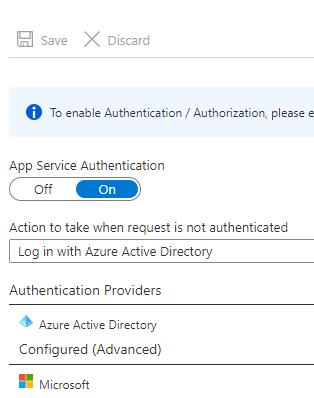 Save Discard
To enable Authentication / Authorization, please e
App Service Authentication
Off On
Action to take when request is not authenticated
Log in with Azure Active Directory
Authentication Providers
Azure Active Directory
Configured (Advanced)
Microsoft